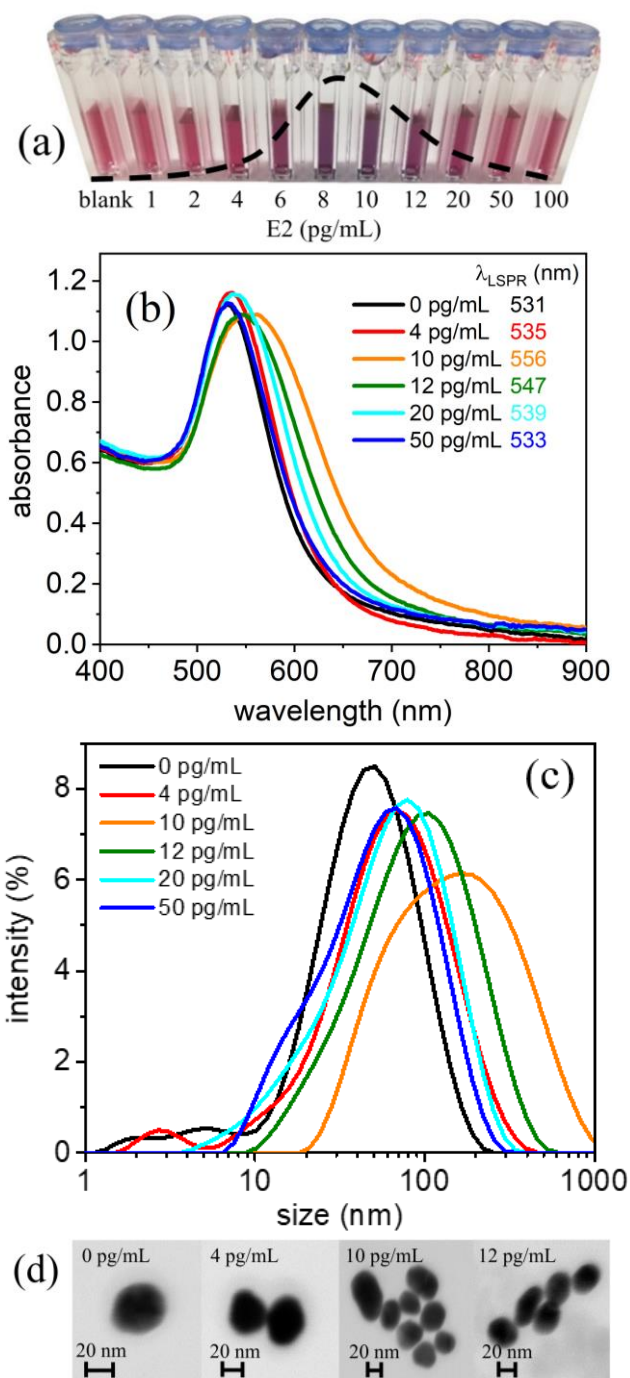 (a)
blank 1 2 4 6 8 10 12 20 50 100
E2 (pg/mL)
(b)
λLSPR (nm)
0 pg/mL 531
4 pg/mL 535
10 pg/mL 556
12 pg/mL 547
20 pg/mL 539
50 pg/mL 533
absorbance
1.2
1.0
0.8
0.6
0.4
0.2
0.0
400 500 600 700 800 900
wavelength (nm)
(c)
0 pg/mL
4 pg/mL
10 pg/mL
12 pg/mL
20 pg/mL
50 pg/mL
intensity (%)
8
6
4
2
0
1 10 100 1000
size (nm)
(d)
0 pg/mL 4 pg/mL 10 pg/mL 12 pg/mL
20 nm 20 nm 20 nm 20 nm